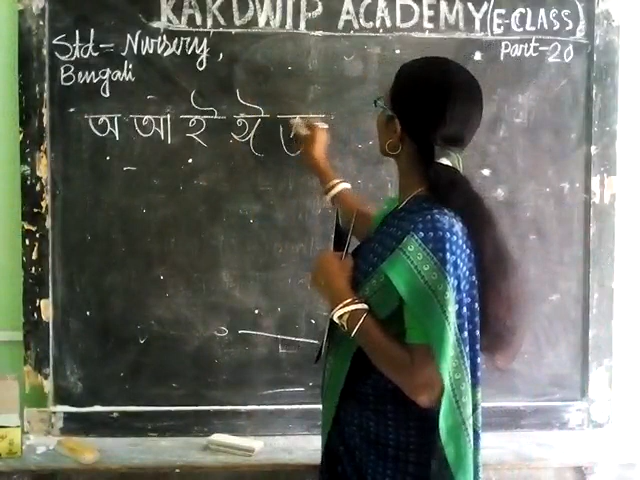 KAKDWIP ACADEMY (E-CLASS)
Std = Nursery,
Part-20
Bengali
অ আ ই ঈ